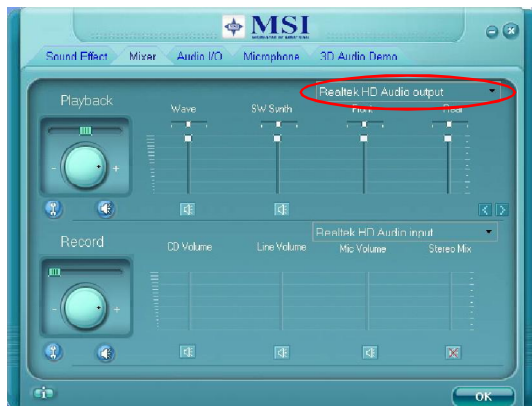 MSI
Sound Effect Mixer Audio I/O Microphone 3D Audio Demo
Realtek HD Audio output
Playback
Wave SW Synth Front Rear
Realtek HD Audio input
Record
CD Volume Line Volume Mic Volume Stereo Mix
OK